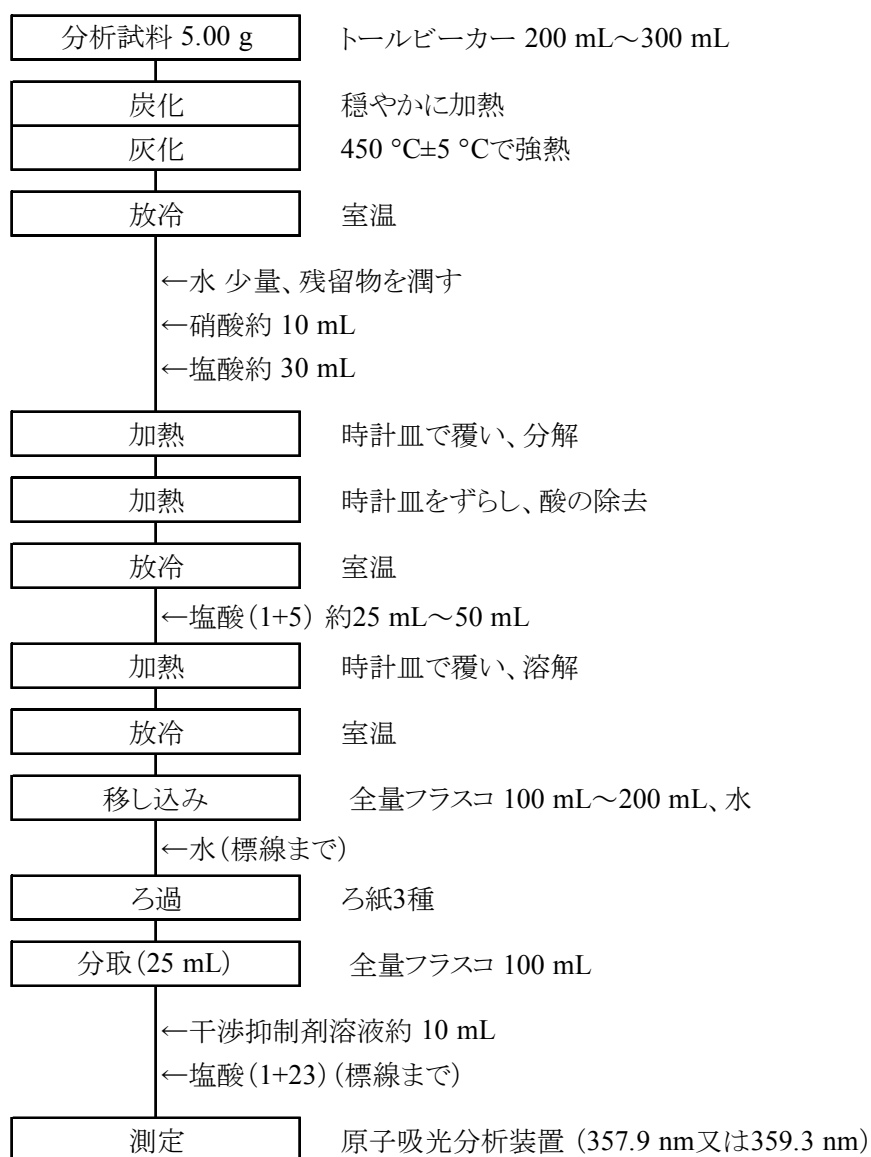 分析試料 5.00 g　トールビーカー 200 mL～300 mL
炭化　穏やかに加熱
灰化　450 °C±5 °Cで強熱
放冷　室温
←水 少量、残留物を潤す
←硝酸約 10 mL
←塩酸約 30 mL
加熱　時計皿で覆い、分解
加熱　時計皿をずらし、酸の除去
放冷　室温
←塩酸（1+5） 約25 mL～50 mL
加熱　時計皿で覆い、溶解
放冷　室温
移し込み　全量フラスコ 100 mL～200 mL、水
←水（標線まで）
ろ過　ろ紙3種
分取（25 mL）　全量フラスコ 100 mL
←干渉抑制剤溶液約 10 mL
←塩酸（1+23）（標線まで）
測定　原子吸光分析装置 （357.9 nm又は359.3 nm）